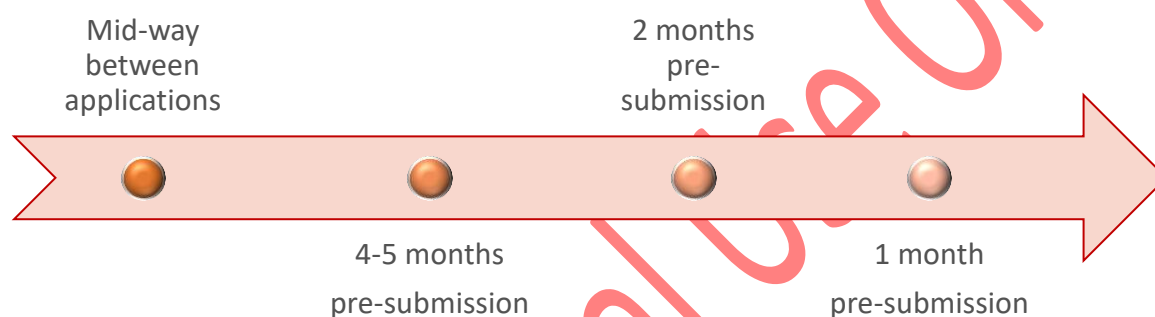 Mid-way
between
applications
2 months
pre-
submission
4-5 months
pre-submission
1 month
pre-submission